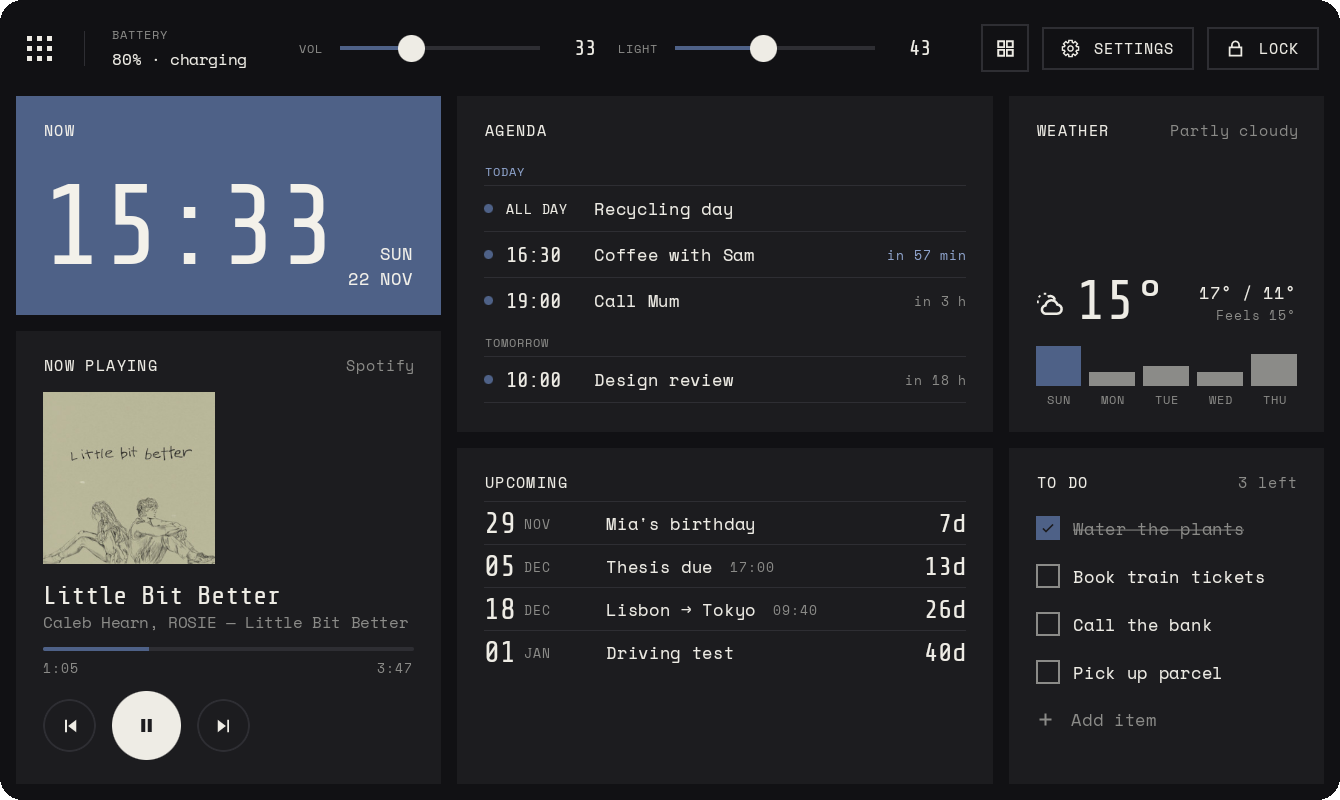 BATTERY
80% · charging
VOL
33
LIGHT
43
SETTINGS
LOCK
NOW
15:33
SUN
22 NOV
NOW PLAYING
Spotify
Little bit better
Little Bit Better
Caleb Hearn, ROSIE — Little Bit Better
1:05
3:47
AGENDA
TODAY
ALL DAY Recycling day
16:30 Coffee with Sam in 57 min
19:00 Call Mum in 3 h
TOMORROW
10:00 Design review in 18 h
UPCOMING
29 NOV Mia's birthday 7d
05 DEC Thesis due 17:00 13d
18 DEC Lisbon → Tokyo 09:40 26d
01 JAN Driving test 40d
WEATHER
Partly cloudy
15°
17° / 11°
Feels 15°
SUN MON TUE WED THU
TO DO
3 left
Water the plants
Book train tickets
Call the bank
Pick up parcel
+ Add item